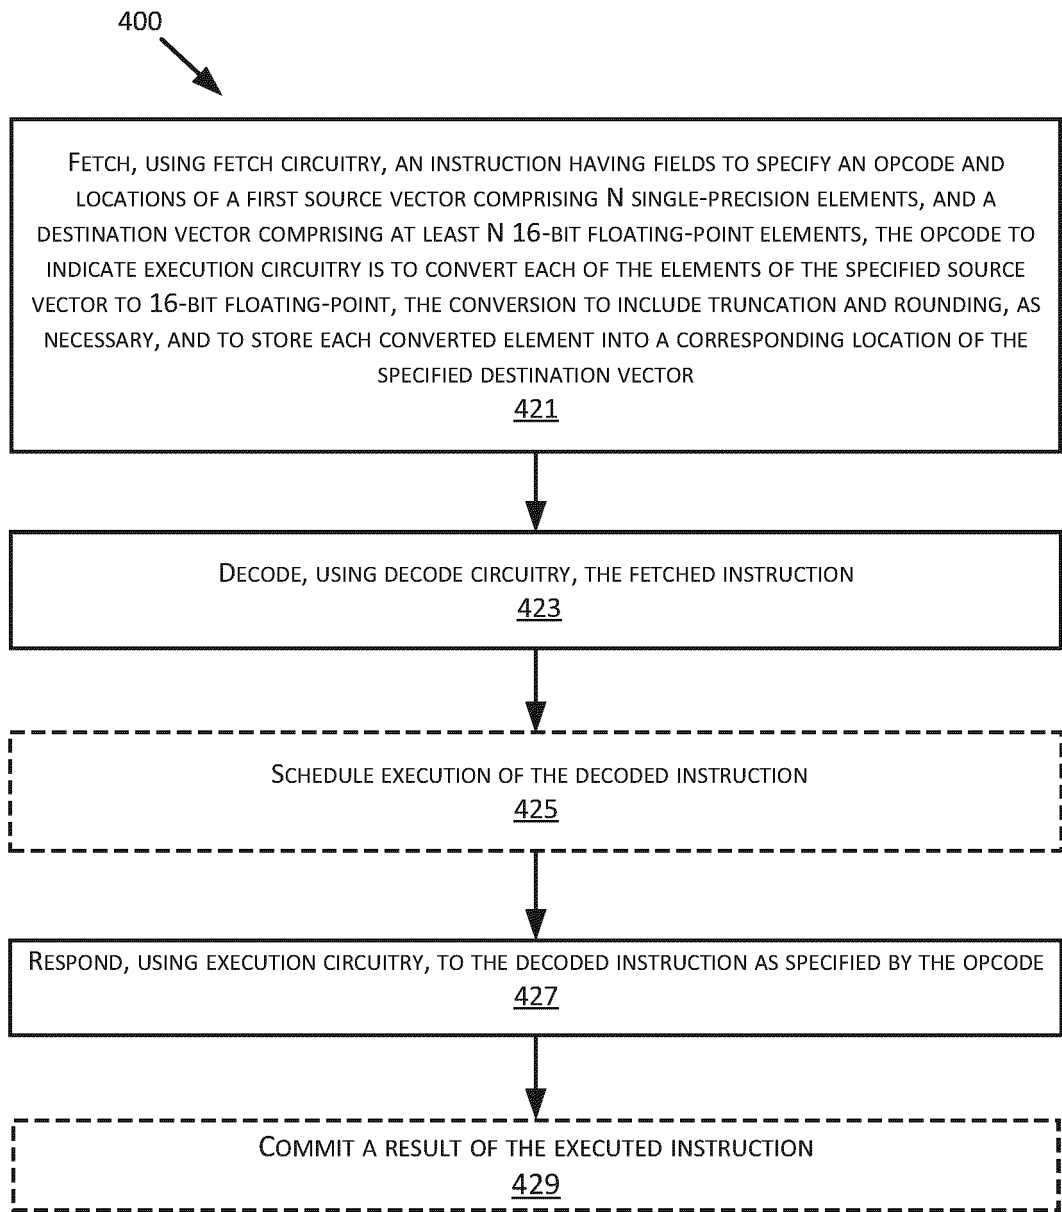 400
FETCH, USING FETCH CIRCUITRY, AN INSTRUCTION HAVING FIELDS TO SPECIFY AN OPCODE AND
LOCATIONS OF A FIRST SOURCE VECTOR COMPRISING N SINGLE-PRECISION ELEMENTS, AND A
DESTINATION VECTOR COMPRISING AT LEAST N 16-BIT FLOATING-POINT ELEMENTS, THE OPCODE TO
INDICATE EXECUTION CIRCUITRY IS TO CONVERT EACH OF THE ELEMENTS OF THE SPECIFIED SOURCE
VECTOR TO 16-BIT FLOATING-POINT, THE CONVERSION TO INCLUDE TRUNCATION AND ROUNDING, AS
NECESSARY, AND TO STORE EACH CONVERTED ELEMENT INTO A CORRESPONDING LOCATION OF THE
SPECIFIED DESTINATION VECTOR
421
DECODE, USING DECODE CIRCUITRY, THE FETCHED INSTRUCTION
423
SCHEDULE EXECUTION OF THE DECODED INSTRUCTION
425
RESPOND, USING EXECUTION CIRCUITRY, TO THE DECODED INSTRUCTION AS SPECIFIED BY THE OPCODE
427
COMMIT A RESULT OF THE EXECUTED INSTRUCTION
429